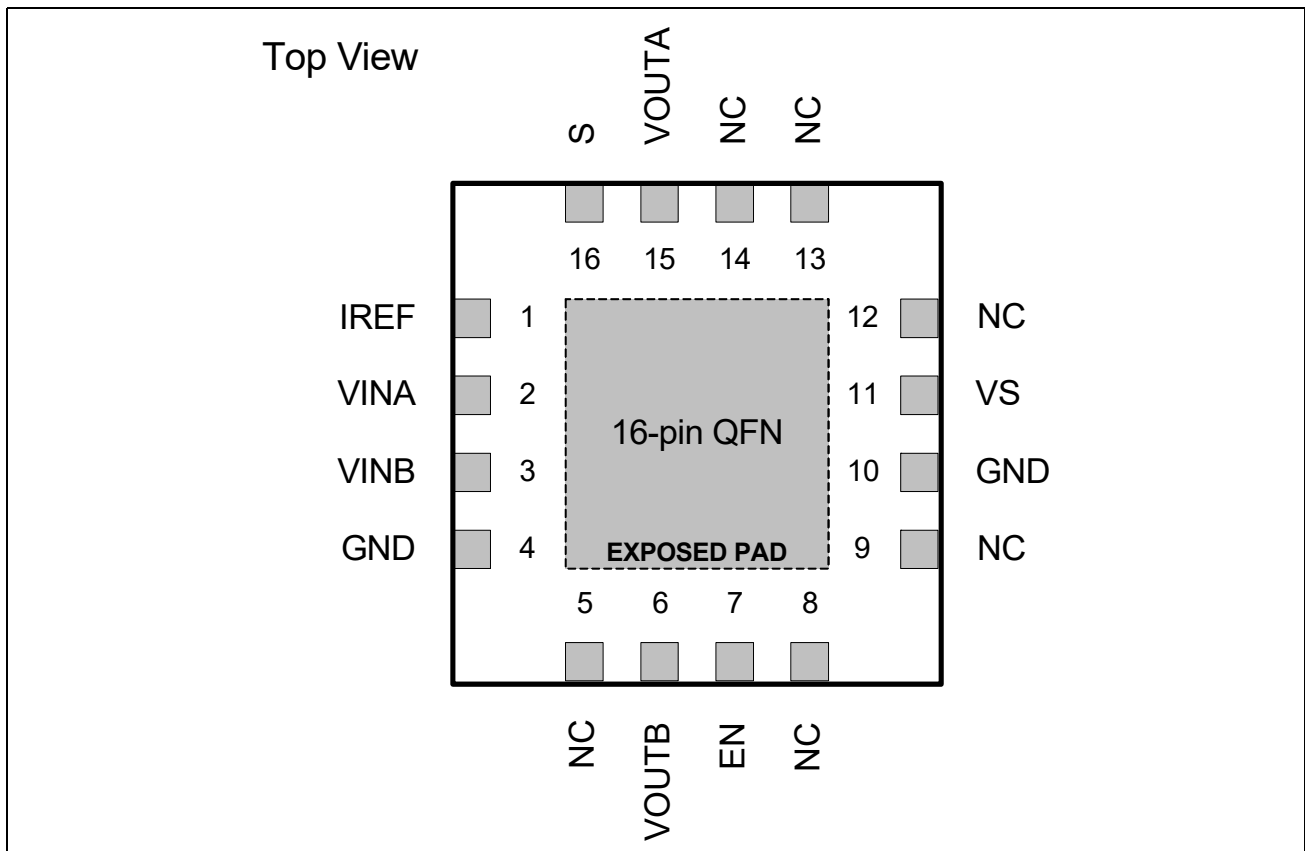 Top View
S
VOUTA
NC
NC
16 15 14 13
IREF 1 12 NC
VINA 2 11 VS
16-pin QFN
VINB 3 10 GND
GND 4 EXPOSED PAD 9 NC
5 6 7 8
NC
VOUTB
EN
NC